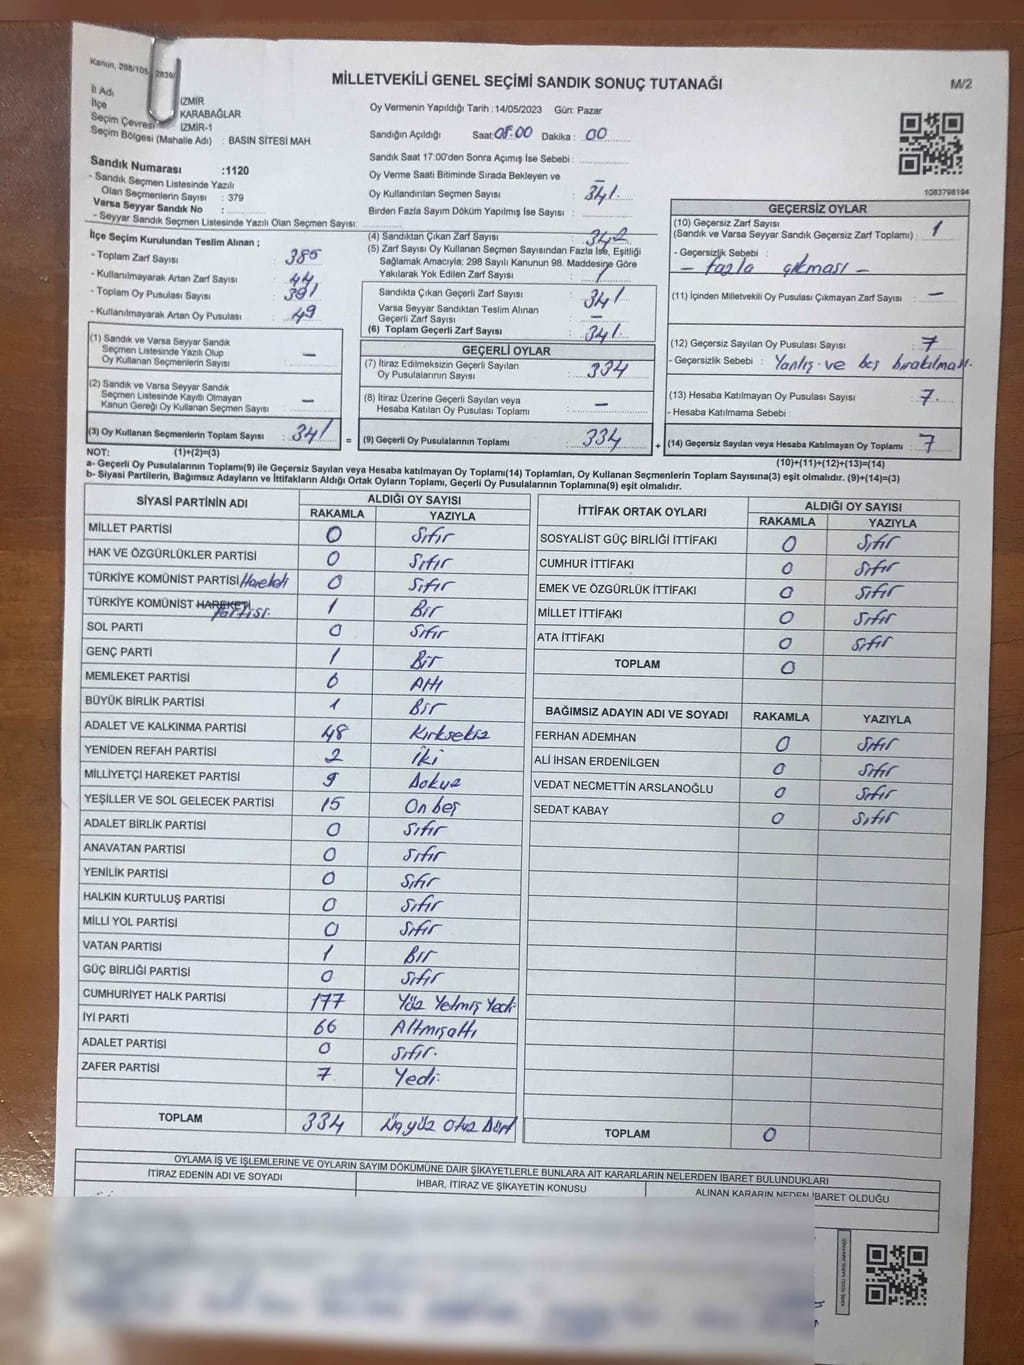 Kanun, 298/105 2839/
MİLLETVEKİLİ GENEL SEÇİMİ SANDIK SONUÇ TUTANAĞI
M/2
İl Adı İZMİR
İlçe KARABAĞLAR
Seçim Çevresi İZMİR-1
Seçim Bölgesi (Mahalle Adı) : BASIN SİTESİ MAH.
Sandık Numarası :1120
- Sandık Seçmen Listesinde Yazılı
Olan Seçmenlerin Sayısı : 379
Varsa Seyyar Sandık No :
- Seyyar Sandık Seçmen Listesinde Yazılı Olan Seçmen Sayısı:
İlçe Seçim Kurulundan Teslim Alınan ;
- Toplam Zarf Sayısı : 385
- Kullanılmayarak Artan Zarf Sayısı : 44
- Toplam Oy Pusulası Sayısı : 391
- Kullanılmayarak Artan Oy Pusulası : 49
Oy Vermenin Yapıldığı Tarih :14/05/2023 Gün: Pazar
Sandığın Açıldığı Saat 08:00 Dakika : 00
Sandık Saat 17:00'den Sonra Açımış İse Sebebi :
Oy Verme Saati Bitiminde Sırada Bekleyen ve : –
Oy Kullandırılan Seçmen Sayısı : 341.
Birden Fazla Sayım Döküm Yapılmış İse Sayısı :
(4) Sandıktan Çıkan Zarf Sayısı : 342
(5) Zarf Sayısı Oy Kullanan Seçmen Sayısından Fazla İse, Eşitliği
Sağlamak Amacıyla; 298 Sayılı Kanunun 98. Maddesine Göre
Yakılarak Yok Edilen Zarf Sayısı : 1
Sandıkta Çıkan Geçerli Zarf Sayısı : 341
Varsa Seyyar Sandıktan Teslim Alınan
Geçerli Zarf Sayısı : –
(6) Toplam Geçerli Zarf Sayısı : 341.
GEÇERSİZ OYLAR
1083798194
(10) Geçersiz Zarf Sayısı
(Sandık ve Varsa Seyyar Sandık Geçersiz Zarf Toplamı) : 1
- Geçersizlik Sebebi :
– fazla çıkması –
(11) İçinden Milletvekili Oy Pusulası Çıkmayan Zarf Sayısı : –
(12) Geçersiz Sayılan Oy Pusulası Sayısı : 7
- Geçersizlik Sebebi : Yanlış ve boş bırakılması.
(13) Hesaba Katılmayan Oy Pusulası Sayısı : 7.
- Hesaba Katılmama Sebebi :
(14) Geçersiz Sayılan veya Hesaba Katılmayan Oy Toplamı : 7
(10)+(11)+(12)+(13)=(14)
(1) Sandık ve Varsa Seyyar Sandık
Seçmen Listesinde Yazılı Olup
Oy Kullanan Seçmenlerin Sayısı : –
(2) Sandık ve Varsa Seyyar Sandık
Seçmen Listesinde Kayıtlı Olmayan
Kanun Gereği Oy Kullanan Seçmen Sayısı : –
(3) Oy Kullanan Seçmenlerin Toplam Sayısı : 341
(1)+(2)=(3)
GEÇERLİ OYLAR
(7) İtiraz Edilmeksizin Geçerli Sayılan
Oy Pusulalarının Sayısı : 334
(8) İtiraz Üzerine Geçerli Sayılan veya
Hesaba Katılan Oy Pusulası Toplamı : –
= (9) Geçerli Oy Pusulalarının Toplamı : 334 +
NOT:
a- Geçerli Oy Pusulalarının Toplamı(9) ile Geçersiz Sayılan veya Hesaba katılmayan Oy Toplamı(14) Toplamları, Oy Kullanan Seçmenlerin Toplam Sayısına(3) eşit olmalıdır. (9)+(14)=(3)
b- Siyasi Partilerin, Bağımsız Adayların ve İttifakların Aldığı Ortak Oyların Toplamı, Geçerli Oy Pusulalarının Toplamına(9) eşit olmalıdır.
SİYASİ PARTİNİN ADI
ALDIĞI OY SAYISI
RAKAMLA YAZIYLA
MİLLET PARTİSİ 0 Sıfır
HAK VE ÖZGÜRLÜKLER PARTİSİ 0 Sıfır
TÜRKİYE KOMÜNİST PARTİSİ Hareketi 0 Sıfır
TÜRKİYE KOMÜNİST HAREKETİ Partisi. 1 Bir
SOL PARTİ 0 Sıfır
GENÇ PARTİ 1 Bir
MEMLEKET PARTİSİ 6 Altı
BÜYÜK BİRLİK PARTİSİ 1 Bir
ADALET VE KALKINMA PARTİSİ 48 Kırksekiz
YENİDEN REFAH PARTİSİ 2 İki
MİLLİYETÇİ HAREKET PARTİSİ 9 Dokuz
YEŞİLLER VE SOL GELECEK PARTİSİ 15 On beş
ADALET BİRLİK PARTİSİ 0 Sıfır
ANAVATAN PARTİSİ 0 Sıfır
YENİLİK PARTİSİ 0 Sıfır
HALKIN KURTULUŞ PARTİSİ 0 Sıfır
MİLLİ YOL PARTİSİ 0 Sıfır
VATAN PARTİSİ 1 Bir
GÜÇ BİRLİĞİ PARTİSİ 0 Sıfır
CUMHURİYET HALK PARTİSİ 177 Yüz Yetmiş Yedi
İYİ PARTİ 66 Altmışaltı
ADALET PARTİSİ 0 Sıfır.
ZAFER PARTİSİ 7 Yedi
TOPLAM 334 Üçyüz Otuz Dört
İTTİFAK ORTAK OYLARI
ALDIĞI OY SAYISI
RAKAMLA YAZIYLA
SOSYALİST GÜÇ BİRLİĞİ İTTİFAKI 0 Sıfır
CUMHUR İTTİFAKI 0 Sıfır
EMEK VE ÖZGÜRLÜK İTTİFAKI 0 Sıfır
MİLLET İTTİFAKI 0 Sıfır
ATA İTTİFAKI 0 Sıfır
TOPLAM 0
BAĞIMSIZ ADAYIN ADI VE SOYADI RAKAMLA YAZIYLA
FERHAN ADEMHAN 0 Sıfır
ALİ İHSAN ERDENİLGEN 0 Sıfır
VEDAT NECMETTİN ARSLANOĞLU 0 Sıfır
SEDAT KABAY 0 Sıfır
TOPLAM 0
OYLAMA İŞ VE İŞLEMLERİNE VE OYLARIN SAYIM DÖKÜMÜNE DAİR ŞİKAYETLERLE BUNLARA AİT KARARLARIN NELERDEN İBARET BULUNDUKLARI
İTİRAZ EDENİN ADI VE SOYADI
İHBAR, İTİRAZ VE ŞİKAYETİN KONUSU
ALINAN KARARIN NEDEN İBARET OLDUĞU